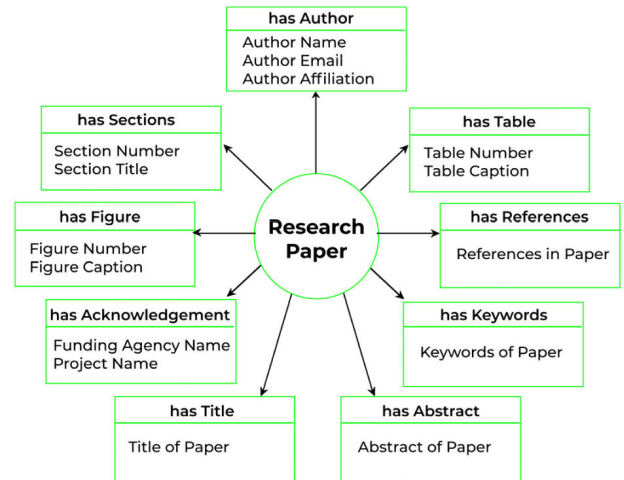 has Author
Author Name
Author Email
Author Affiliation
has Sections
Section Number
Section Title
has Table
Table Number
Table Caption
has Figure
Figure Number
Figure Caption
Research
Paper
has References
References in Paper
has Acknowledgement
Funding Agency Name
Project Name
has Keywords
Keywords of Paper
has Title
Title of Paper
has Abstract
Abstract of Paper